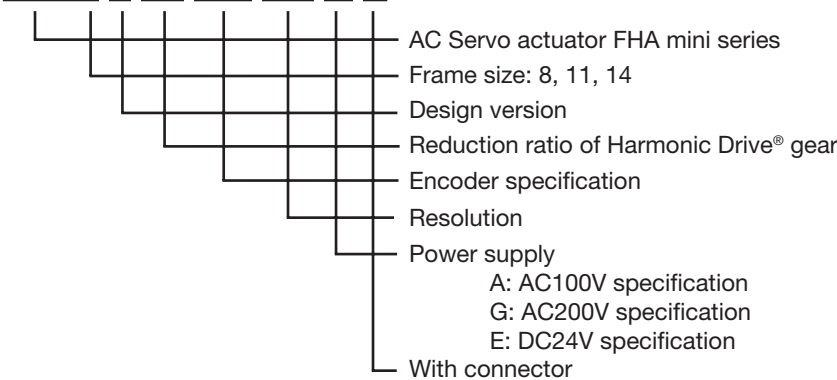 AC Servo actuator FHA mini series
Frame size: 8, 11, 14
Design version
Reduction ratio of Harmonic Drive® gear
Encoder specification
Resolution
Power supply
A: AC100V specification
G: AC200V specification
E: DC24V specification
With connector